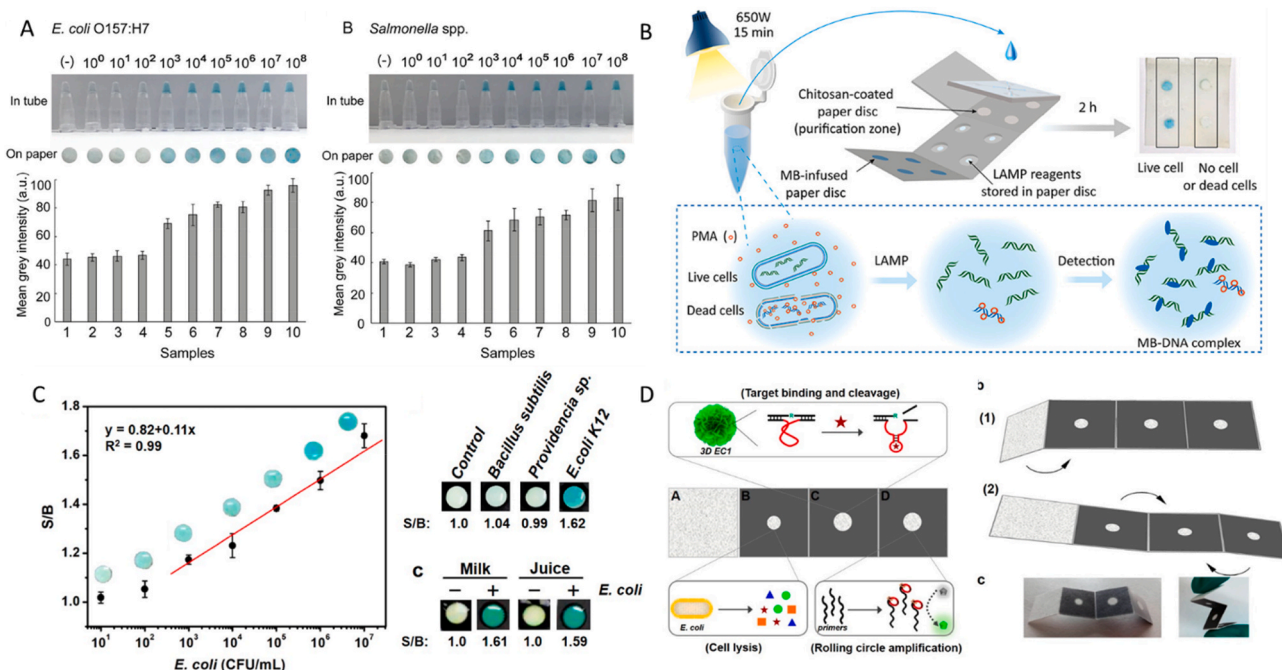 A
E. coli O157:H7
(-) 10⁰ 10¹ 10² 10³ 10⁴ 10⁵ 10⁶ 10⁷ 10⁸
In tube
On paper
Mean grey intensity (a.u.)
100
80
60
40
20
0
1 2 3 4 5 6 7 8 9 10
Samples
B
Salmonella spp.
(-) 10⁰ 10¹ 10² 10³ 10⁴ 10⁵ 10⁶ 10⁷ 10⁸
In tube
On paper
Mean grey intensity (a.u.)
100
80
60
40
20
0
1 2 3 4 5 6 7 8 9 10
Samples
B
650W
15 min
Chitosan-coated
paper disc
(purification zone)
MB-infused
paper disc
LAMP reagents
stored in paper disc
2 h
Live cell
No cell
or dead cells
PMA (○)
Live cells
Dead cells
LAMP
Detection
MB-DNA complex
C
y = 0.82+0.11x
R² = 0.99
S/B
1.8
1.6
1.4
1.2
1.0
10¹ 10² 10³ 10⁴ 10⁵ 10⁶ 10⁷
E. coli (CFU/mL)
Control
Bacillus subtilis
Providencia sp.
E.coli K12
S/B: 1.0 1.04 0.99 1.62
c
Milk Juice
− + − + E. coli
S/B: 1.0 1.61 1.0 1.59
D
(Target binding and cleavage)
3D EC1
A B C D
E. coli
(Cell lysis)
primers
(Rolling circle amplification)
b
(1)
(2)
c